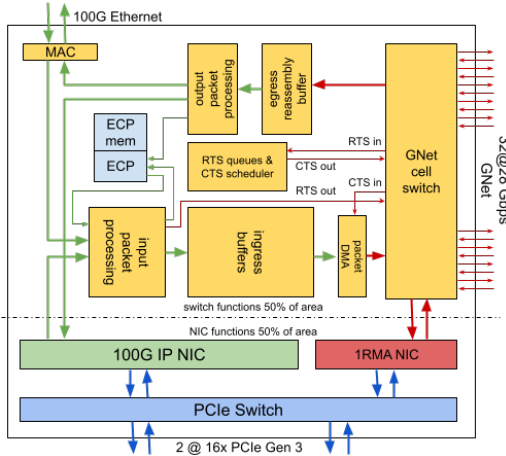 100G Ethernet
MAC
output
packet
processing
egress
reassembly
buffer
ECP
mem
ECP
RTS queues &
CTS scheduler
RTS in
CTS out
GNet
cell
switch
32@28 Gbps
GNet
RTS out
CTS in
input
packet
processing
ingress
buffers
packet
DMA
switch functions 50% of area
NIC functions 50% of area
100G IP NIC
1RMA NIC
PCIe Switch
2 @ 16x PCIe Gen 3